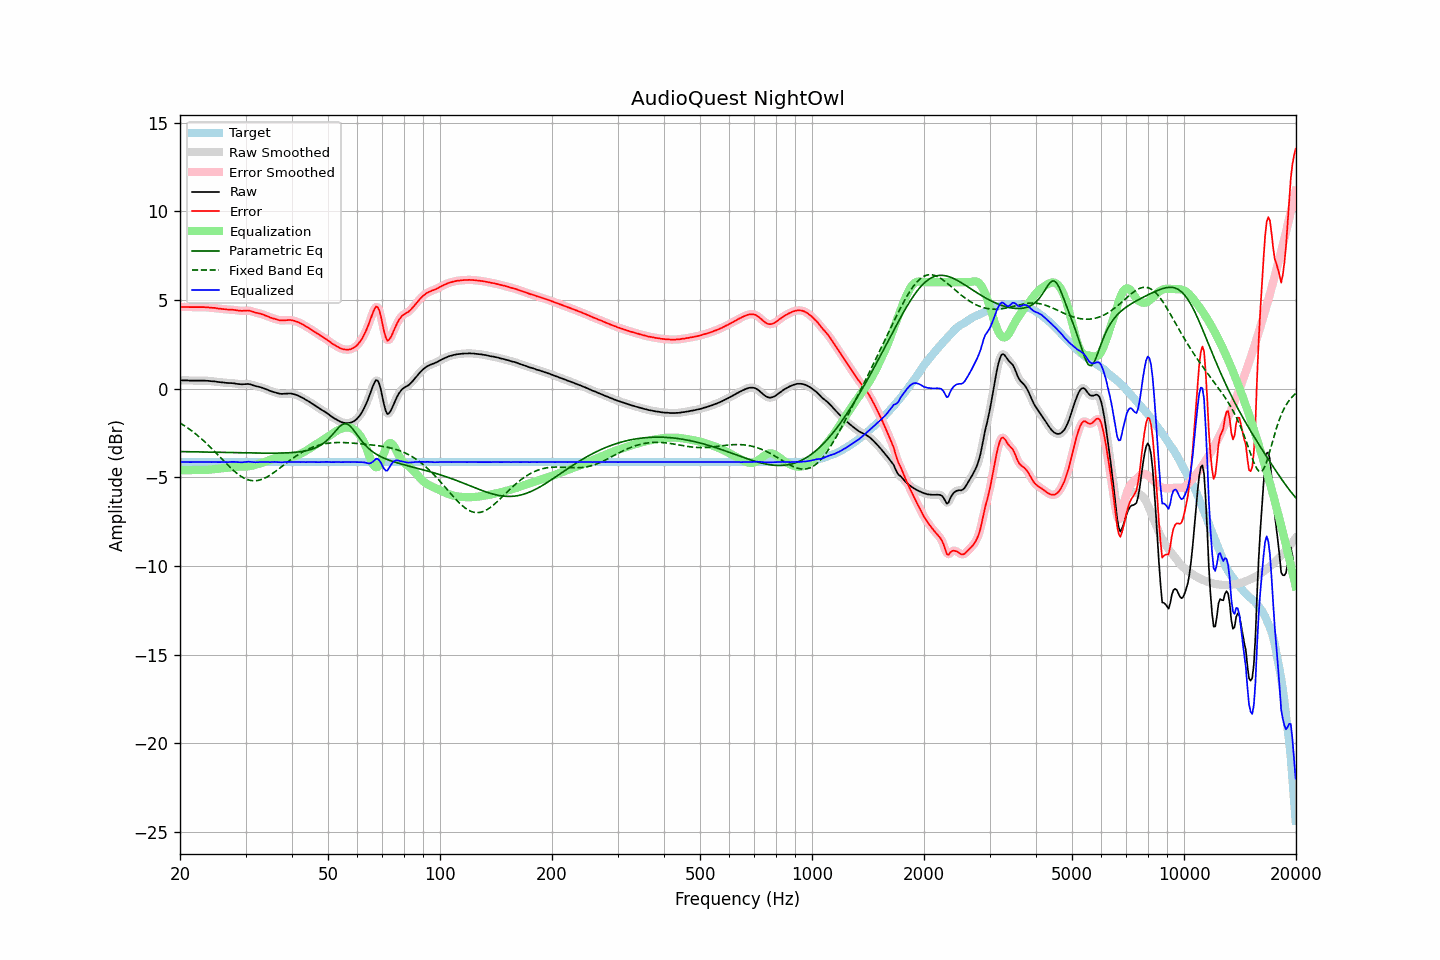 AudioQuest NightOwl
Amplitude (dBr)
15
10
5
0
−5
−10
−15
−20
−25
Target
Raw Smoothed
Error Smoothed
Raw
Error
Equalization
Parametric Eq
Fixed Band Eq
Equalized
20 50 100 200 500 1000 2000 5000 10000 20000
Frequency (Hz)